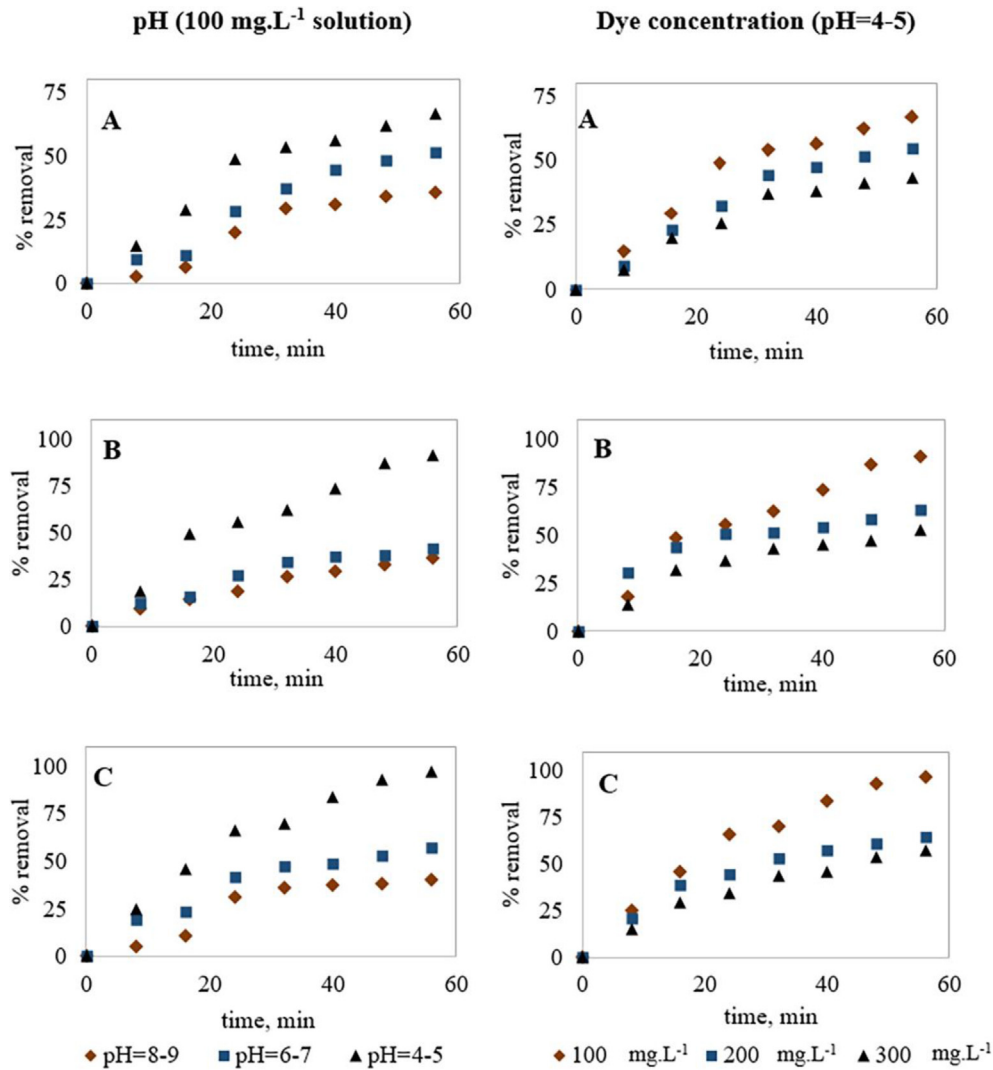 pH (100 mg.L⁻¹ solution)
Dye concentration (pH=4-5)
A
% removal
75
50
25
0
0 20 40 60
time, min
A
% removal
75
50
25
0
0 20 40 60
time, min
B
% removal
100
75
50
25
0
0 20 40 60
time, min
B
% removal
100
75
50
25
0
0 20 40 60
time, min
C
% removal
100
75
50
25
0
0 20 40 60
time, min
C
% removal
100
75
50
25
0
0 20 40 60
time, min
pH=8-9 pH=6-7 pH=4-5
100 mg.L⁻¹ 200 mg.L⁻¹ 300 mg.L⁻¹